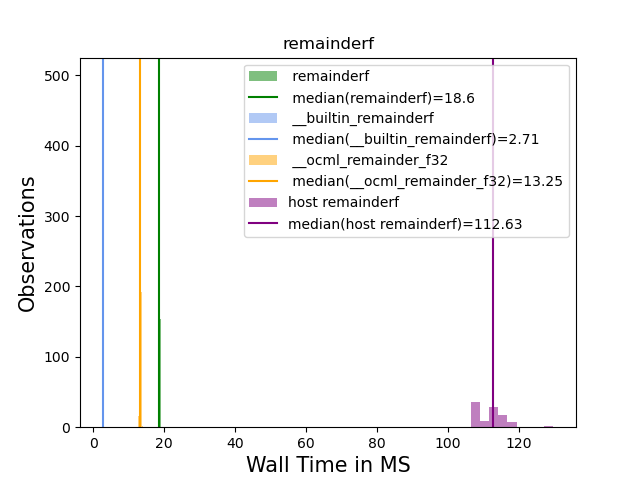 remainderf
500
400
300
200
100
0
Observations
remainderf
median(remainderf)=18.6
__builtin_remainderf
median(__builtin_remainderf)=2.71
__ocml_remainder_f32
median(__ocml_remainder_f32)=13.25
host remainderf
median(host remainderf)=112.63
0 20 40 60 80 100 120
Wall Time in MS